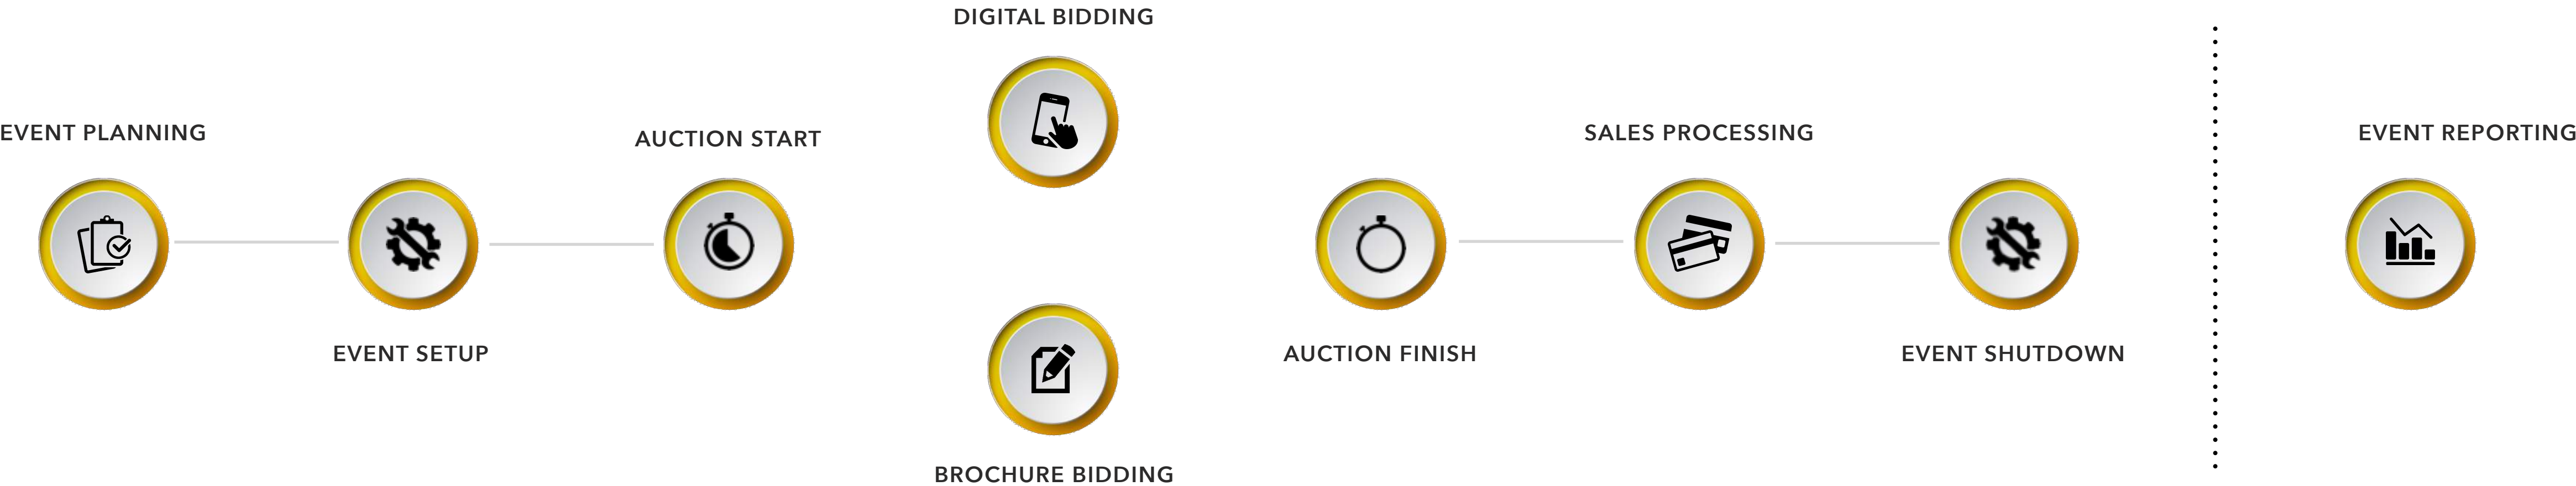 EVENT PLANNING
EVENT SETUP
AUCTION START
DIGITAL BIDDING
BROCHURE BIDDING
AUCTION FINISH
SALES PROCESSING
EVENT SHUTDOWN
EVENT REPORTING